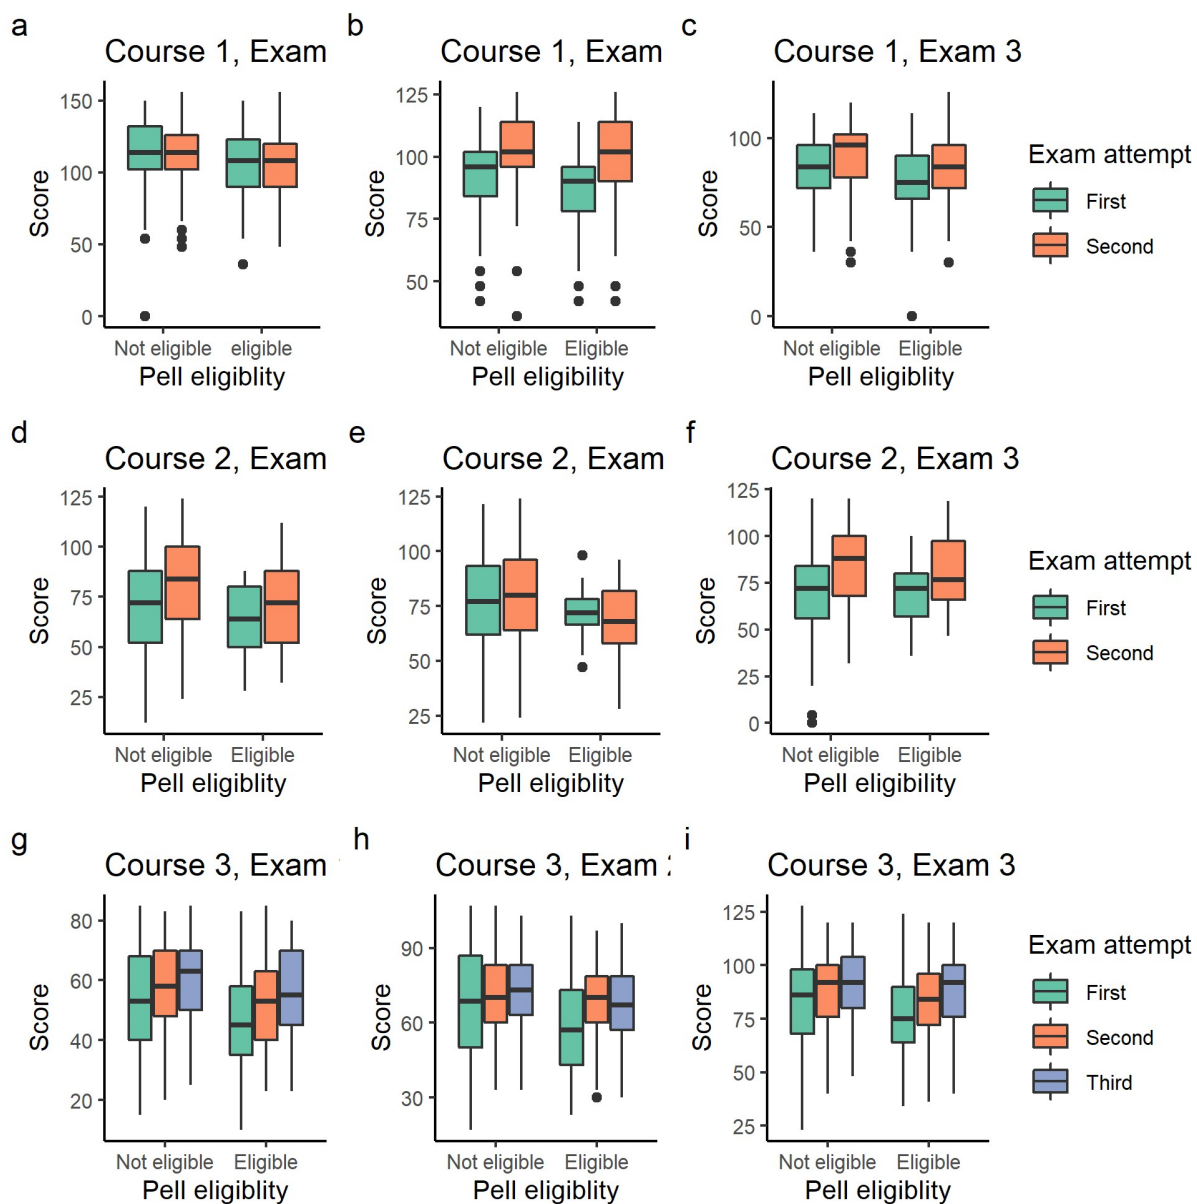 a
Course 1, Exam
Score
150
100
50
0
Not eligible
eligible
Pell eligiblity
b
Course 1, Exam
Score
125
100
75
50
Not eligible
Eligible
Pell eligibility
c
Course 1, Exam 3
Score
100
50
0
Not eligible
Eligible
Pell eligibility
Exam attempt
First
Second
d
Course 2, Exam
Score
125
100
75
50
25
Not eligible
Eligible
Pell eligiblity
e
Course 2, Exam
Score
125
100
75
50
25
Not eligible
Eligible
Pell eligiblity
f
Course 2, Exam 3
Score
125
100
75
50
25
0
Not eligible
Eligible
Pell eligibility
Exam attempt
First
Second
g
Course 3, Exam
Score
80
60
40
20
Not eligible
Eligible
Pell eligiblity
h
Course 3, Exam
Score
90
60
30
Not eligible
Eligible
Pell eligiblity
i
Course 3, Exam 3
Score
125
100
75
50
25
Not eligible
Eligible
Pell eligiblity
Exam attempt
First
Second
Third